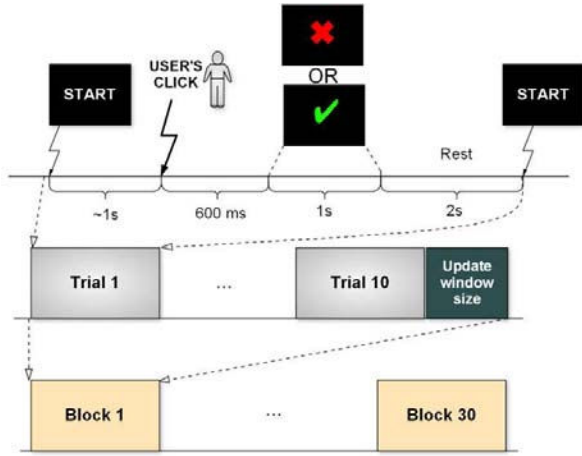 START
USER'S
CLICK
OR
START
Rest
~1s
600 ms
1s
2s
Trial 1
...
Trial 10
Update
window
size
Block 1
...
Block 30